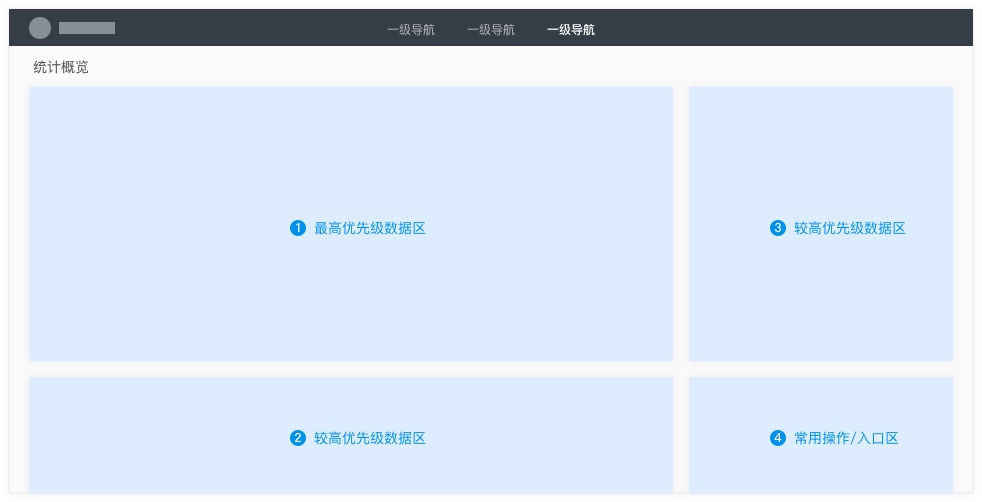 一级导航 一级导航 一级导航
统计概览
1 最高优先级数据区
3 较高优先级数据区
2 较高优先级数据区
4 常用操作/入口区